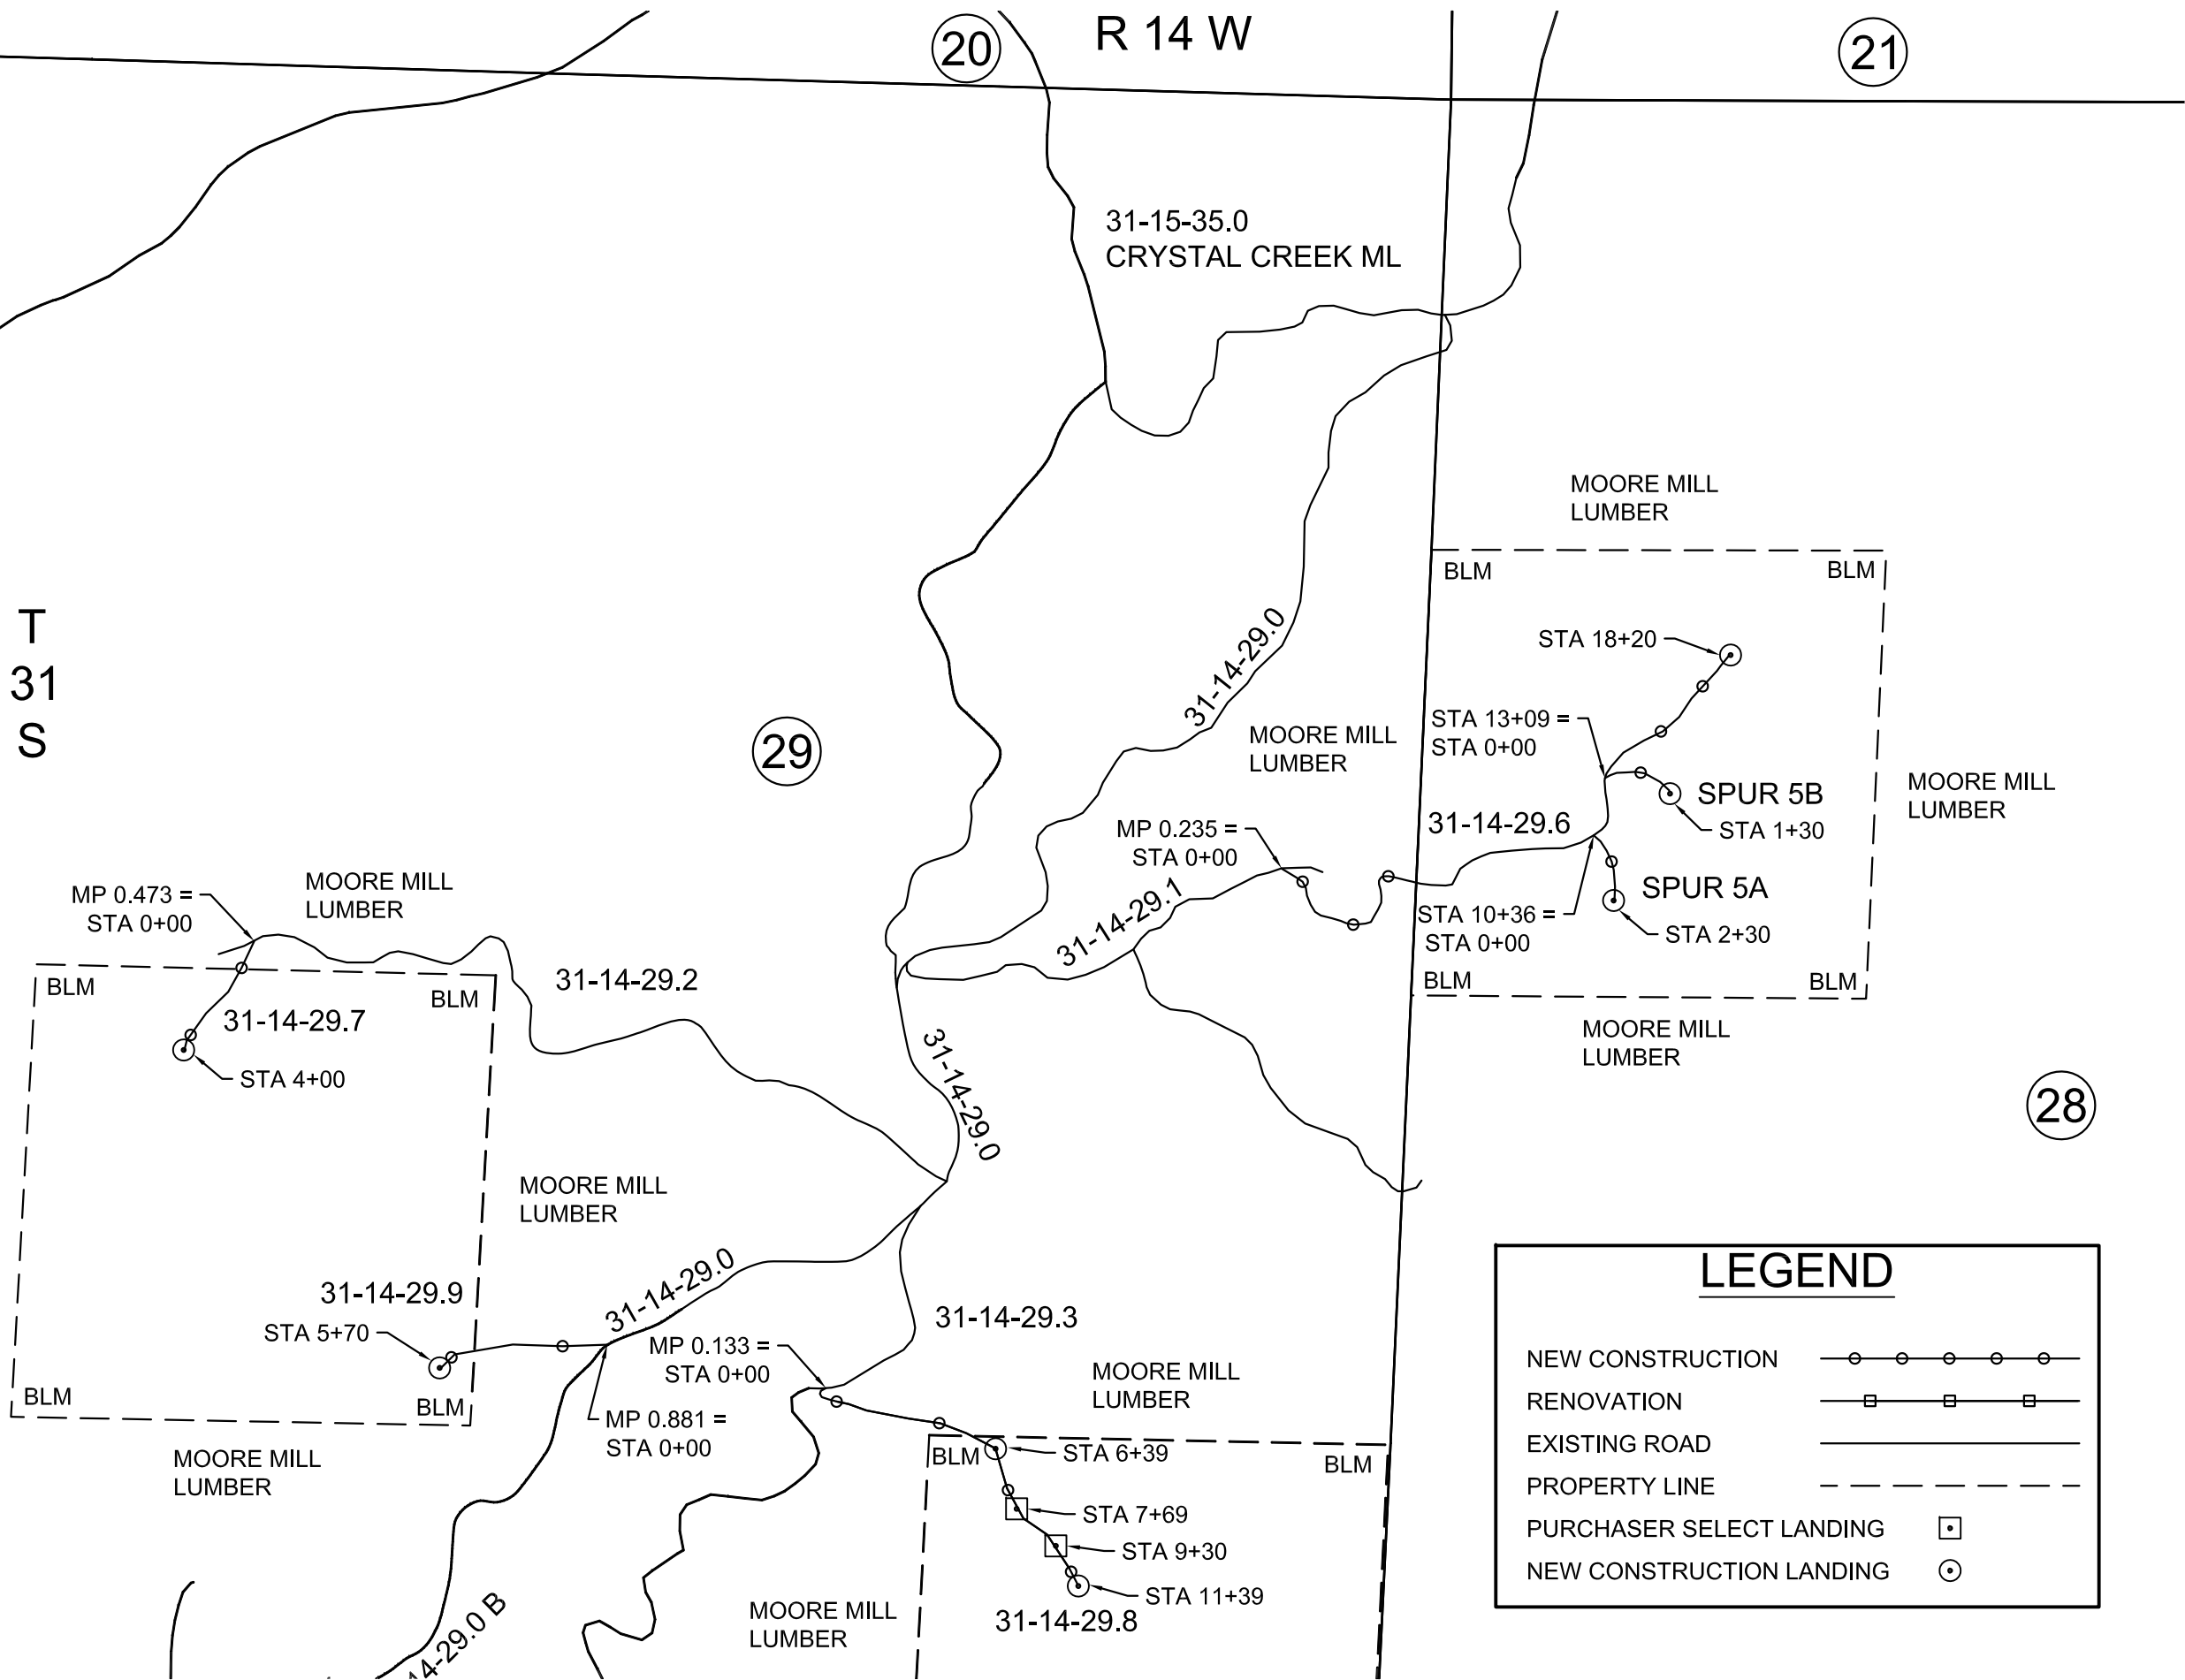 20
R 14 W
21
31-15-35.0
CRYSTAL CREEK ML
MOORE MILL
LUMBER
BLM
BLM
T
31
S
STA 18+20
31-14-29.0
29
MOORE MILL
LUMBER
STA 13+09 =
STA 0+00
MOORE MILL
LUMBER
SPUR 5B
STA 1+30
31-14-29.6
MP 0.235 =
STA 0+00
MP 0.473 =
STA 0+00
MOORE MILL
LUMBER
31-14-29.1
SPUR 5A
STA 10+36 =
STA 0+00
STA 2+30
BLM
BLM
31-14-29.2
BLM
BLM
31-14-29.7
STA 4+00
MOORE MILL
LUMBER
31-14-29.0
28
MOORE MILL
LUMBER
31-14-29.9
STA 5+70
31-14-29.0
31-14-29.3
MP 0.133 =
STA 0+00
BLM
BLM
MP 0.881 =
STA 0+00
MOORE MILL
LUMBER
MOORE MILL
LUMBER
BLM
STA 6+39
BLM
STA 7+69
STA 9+30
STA 11+39
31-14-29.8
MOORE MILL
LUMBER
14-29.0 B
LEGEND
NEW CONSTRUCTION
RENOVATION
EXISTING ROAD
PROPERTY LINE
PURCHASER SELECT LANDING
NEW CONSTRUCTION LANDING